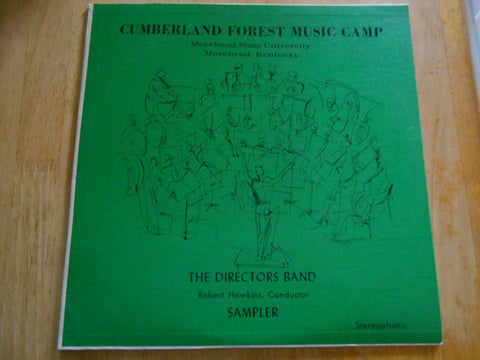 CUMBERLAND FOREST MUSIC CAMP
Morehead State University
Morehead, Kentucky
THE DIRECTORS BAND
Robert Hawkins, Conductor
SAMPLER
Stereophonic